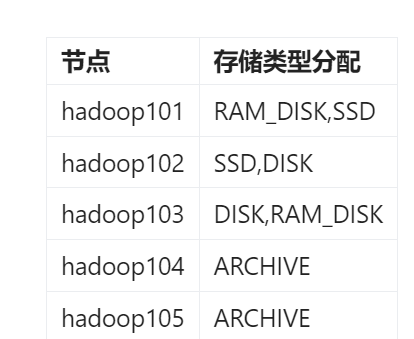 节点 存储类型分配
hadoop101 RAM_DISK,SSD
hadoop102 SSD,DISK
hadoop103 DISK,RAM_DISK
hadoop104 ARCHIVE
hadoop105 ARCHIVE